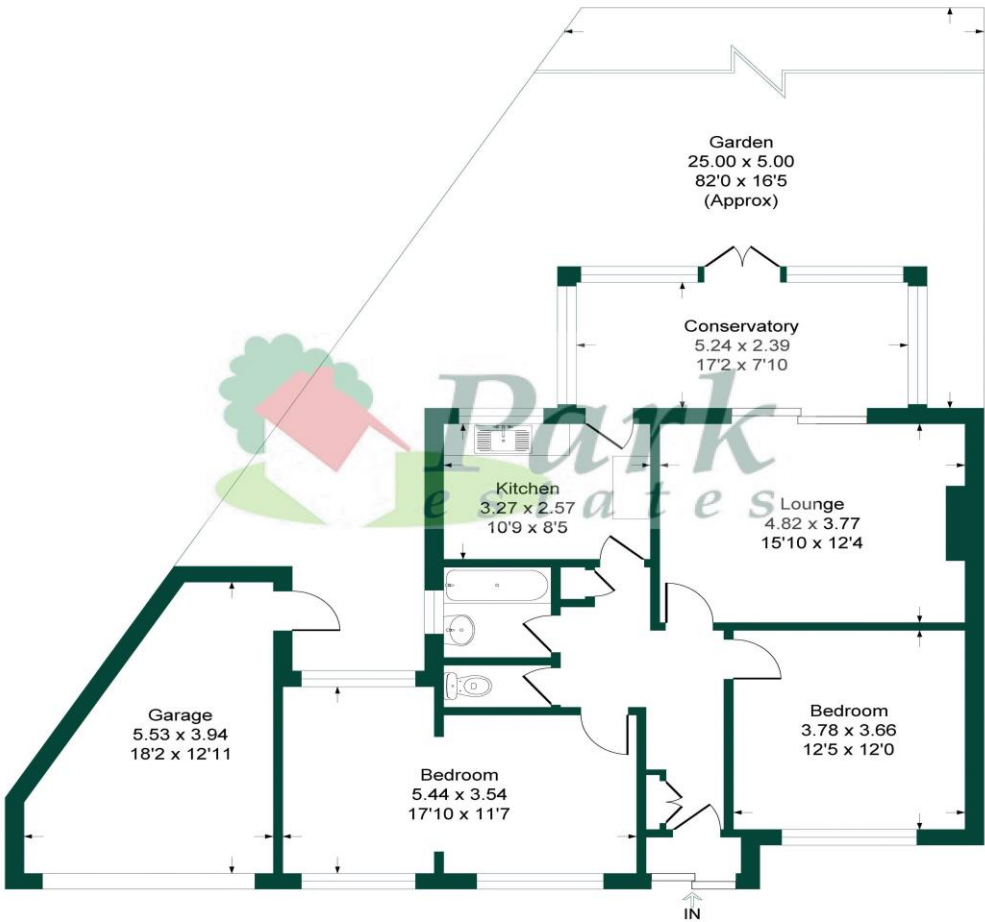 Garden
25.00 x 5.00
82'0 x 16'5
(Approx)
Conservatory
5.24 x 2.39
17'2 x 7'10
Park
estates
Kitchen
3.27 x 2.57
10'9 x 8'5
Lounge
4.82 x 3.77
15'10 x 12'4
Garage
5.53 x 3.94
18'2 x 12'11
Bedroom
5.44 x 3.54
17'10 x 11'7
Bedroom
3.78 x 3.66
12'5 x 12'0
IN